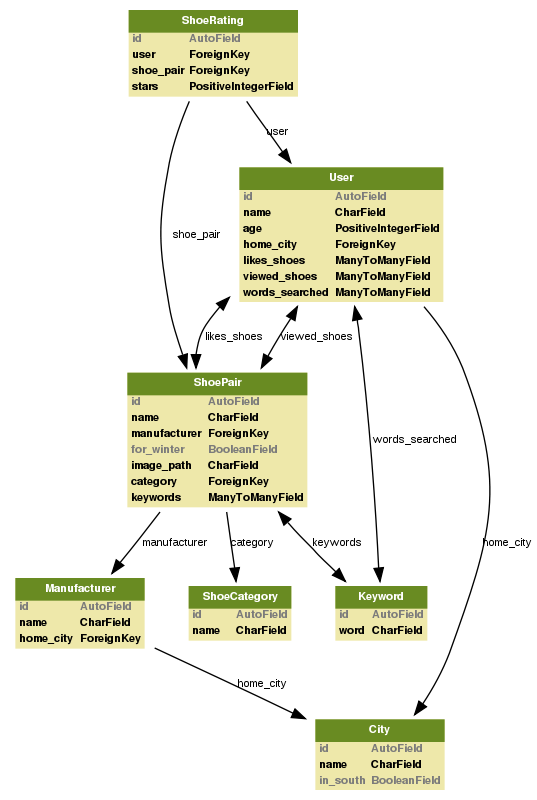 ShoeRating
id AutoField
user ForeignKey
shoe_pair ForeignKey
stars PositiveIntegerField
user
User
id AutoField
name CharField
age PositiveIntegerField
home_city ForeignKey
likes_shoes ManyToManyField
viewed_shoes ManyToManyField
words_searched ManyToManyField
shoe_pair
likes_shoes
viewed_shoes
ShoePair
id AutoField
name CharField
manufacturer ForeignKey
for_winter BooleanField
image_path CharField
category ForeignKey
keywords ManyToManyField
words_searched
manufacturer
category
keywords
home_city
Manufacturer
id AutoField
name CharField
home_city ForeignKey
ShoeCategory
id AutoField
name CharField
Keyword
id AutoField
word CharField
home_city
City
id AutoField
name CharField
in_south BooleanField